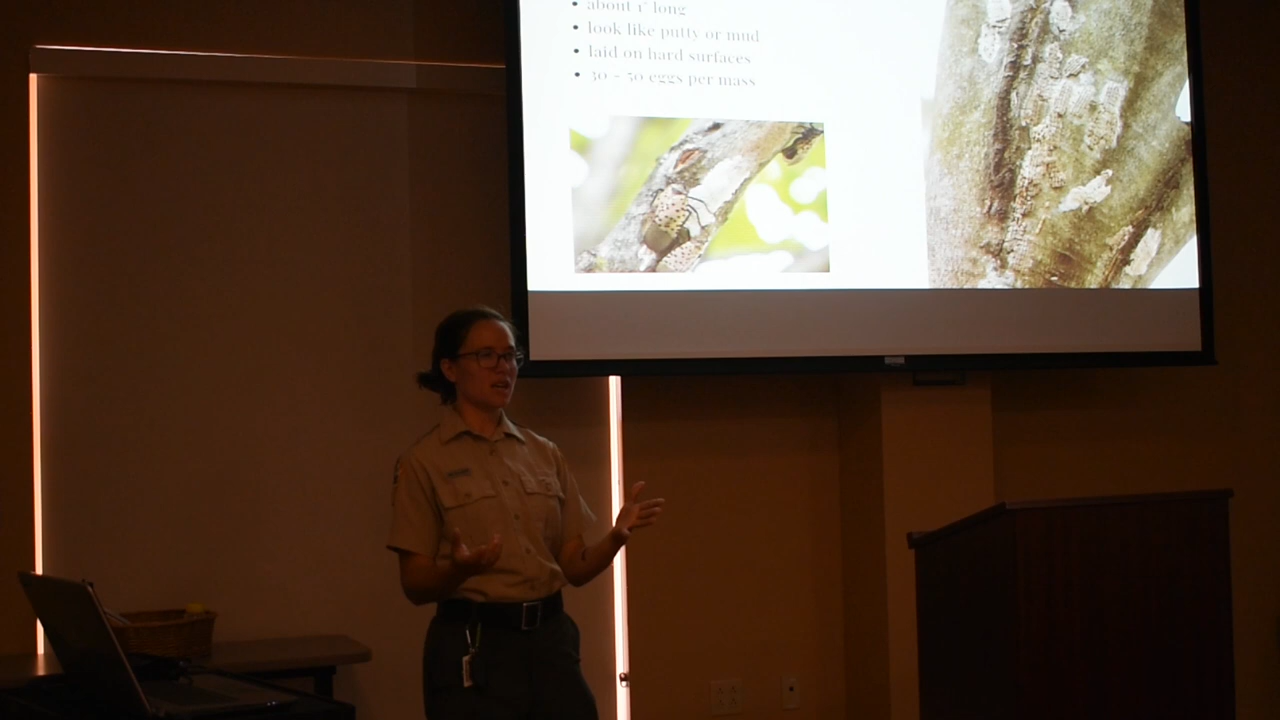 • about 1" long
• look like putty or mud
• laid on hard surfaces
• 30 - 50 eggs per mass